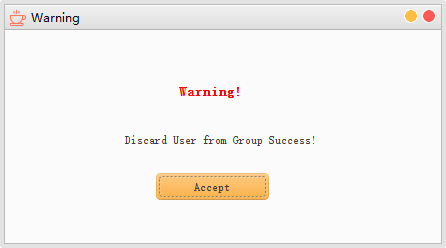 Warning
Warning!
Discard User from Group Success!
Accept